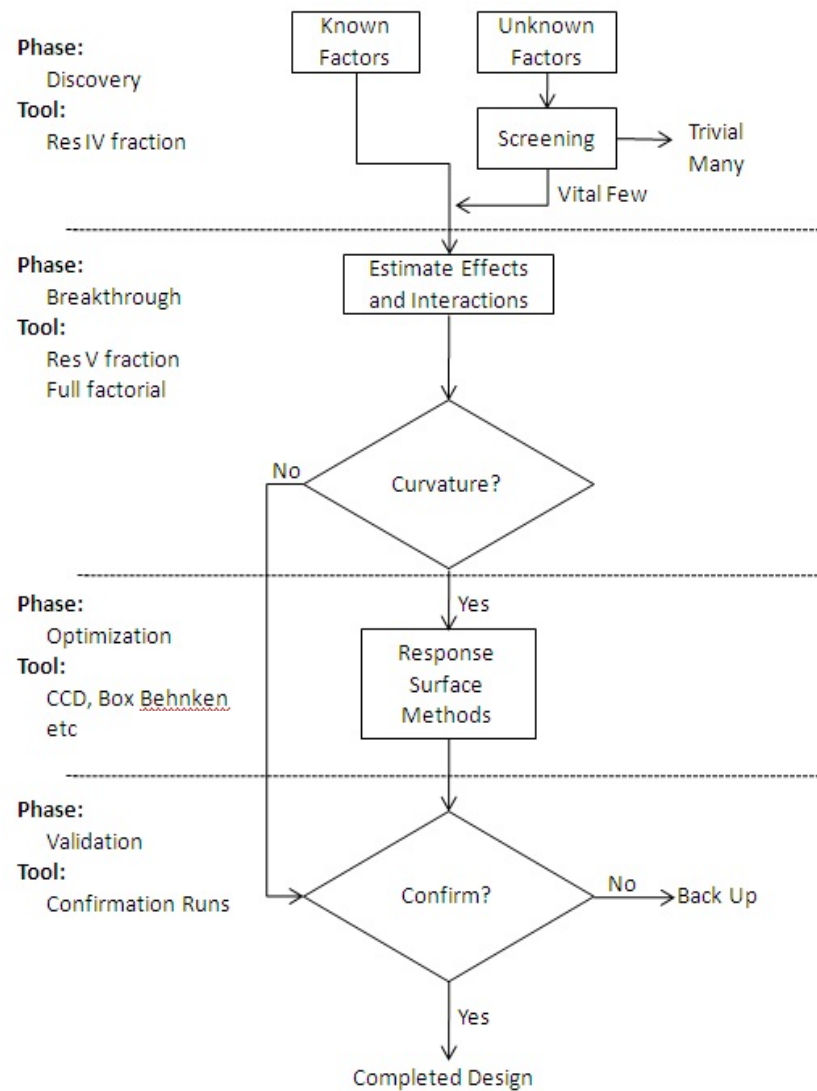 Phase:
Discovery
Tool:
Res IV fraction
Known
Factors
Unknown
Factors
Screening
Trivial
Many
Vital Few
Phase:
Breakthrough
Tool:
Res V fraction
Full factorial
Estimate Effects
and Interactions
No
Curvature?
Phase:
Optimization
Tool:
CCD, Box Behnken
etc
Yes
Response
Surface
Methods
Phase:
Validation
Tool:
Confirmation Runs
Confirm?
No
Back Up
Yes
Completed Design